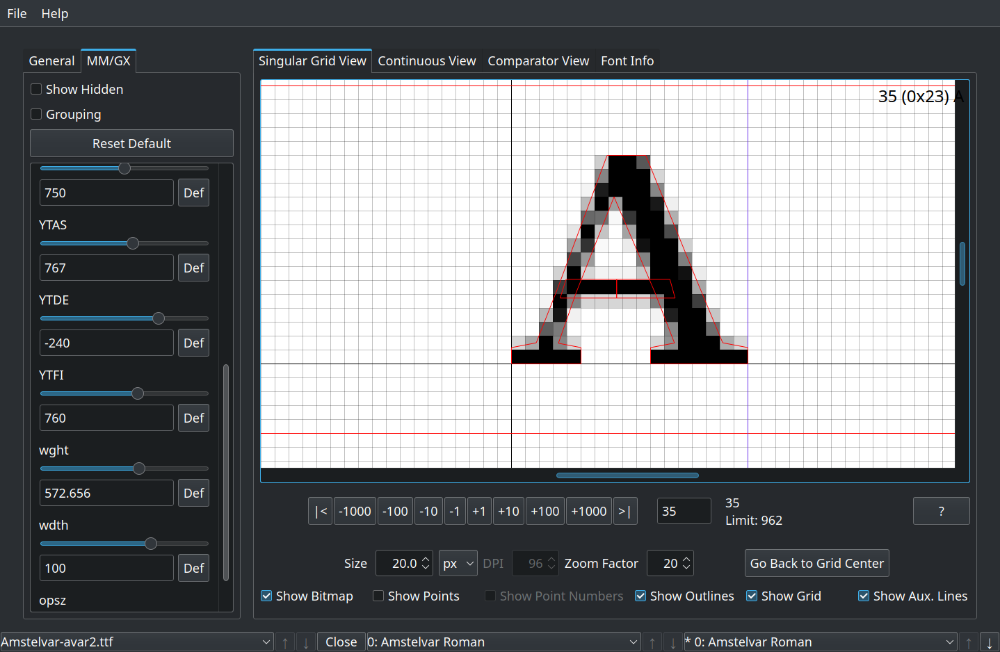 File Help
General MM/GX
Singular Grid View Continuous View Comparator View Font Info
Show Hidden
Grouping
Reset Default
750 Def
YTAS
767 Def
YTDE
-240 Def
YTFI
760 Def
wght
572.656 Def
wdth
100 Def
opsz
35 (0x23) A
A
|< -1000 -100 -10 -1 +1 +10 +100 +1000 >| 35 35 ?
Limit: 962
Size 20.0 px DPI 96 Zoom Factor 20 Go Back to Grid Center
Show Bitmap Show Points Show Point Numbers Show Outlines Show Grid Show Aux. Lines
Amstelvar-avar2.ttf ↑ ↓ Close 0: Amstelvar Roman ↑ ↓ * 0: Amstelvar Roman ↑ ↓